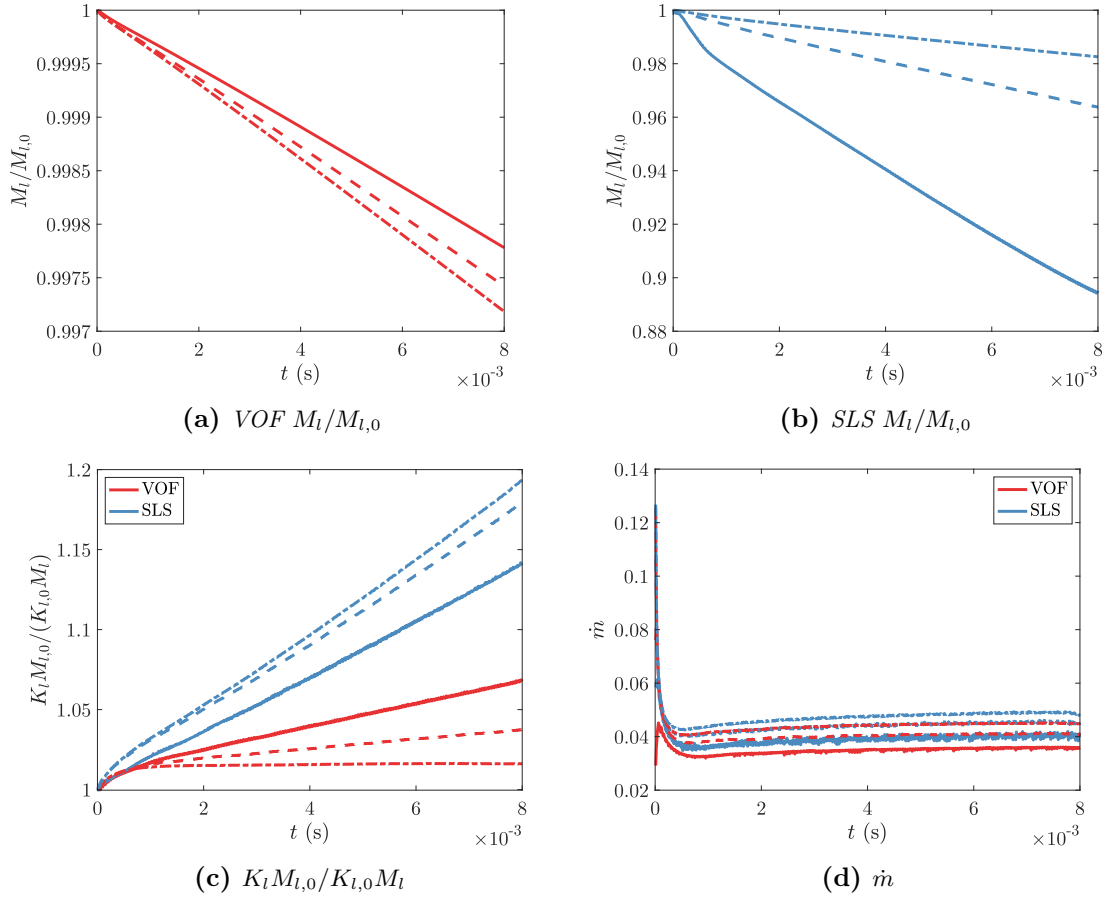 1
0.9995
0.999
0.9985
0.998
0.9975
0.997
M_l/M_{l,0}
0 2 4 6 8
t (s)
×10^{-3}
(a) VOF M_l/M_{l,0}
1
0.98
0.96
0.94
0.92
0.9
0.88
M_l/M_{l,0}
0 2 4 6 8
t (s)
×10^{-3}
(b) SLS M_l/M_{l,0}
1.2
1.15
1.1
1.05
1
K_l M_{l,0}/(K_{l,0} M_l)
VOF
SLS
0 2 4 6 8
t (s)
×10^{-3}
(c) K_l M_{l,0}/K_{l,0} M_l
0.14
0.12
0.1
0.08
0.06
0.04
0.02
ṁ
VOF
SLS
0 2 4 6 8
t (s)
×10^{-3}
(d) ṁ